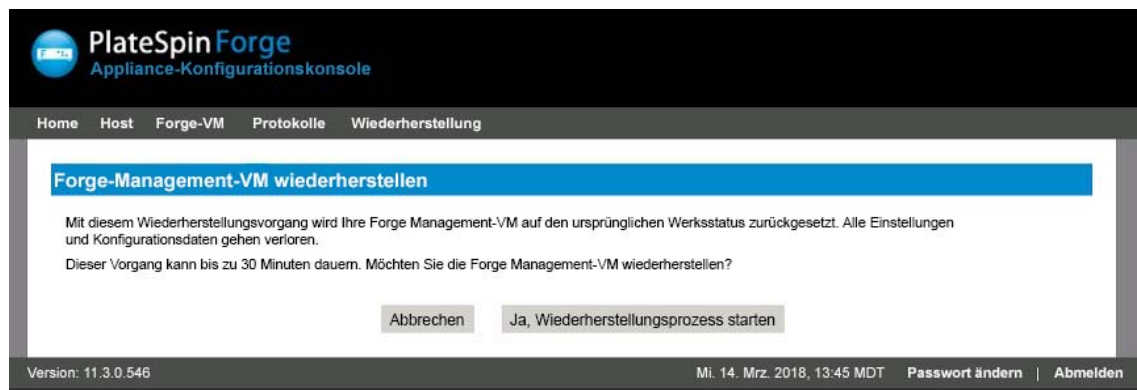 PlateSpin Forge
Appliance-Konfigurationskonsole
Home Host Forge-VM Protokolle Wiederherstellung
Forge-Management-VM wiederherstellen
Mit diesem Wiederherstellungsvorgang wird Ihre Forge Management-VM auf den ursprünglichen Werksstatus zurückgesetzt. Alle Einstellungen
und Konfigurationsdaten gehen verloren.
Dieser Vorgang kann bis zu 30 Minuten dauern. Möchten Sie die Forge Management-VM wiederherstellen?
Abbrechen Ja, Wiederherstellungsprozess starten
Version: 11.3.0.546 Mi. 14. Mrz. 2018, 13:45 MDT Passwort ändern | Abmelden